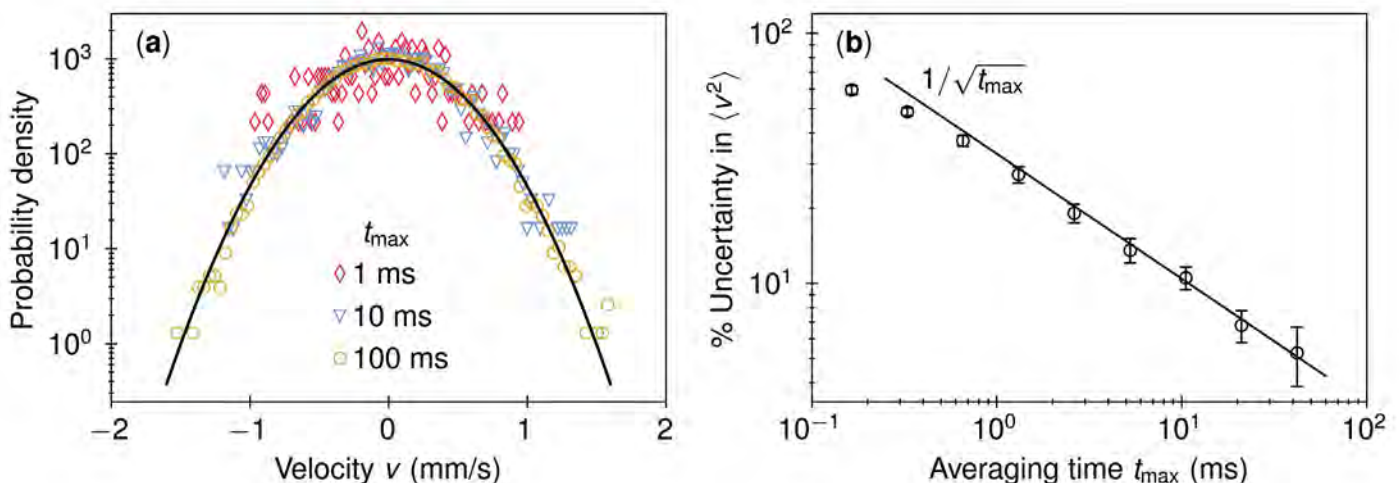 (a)
Probability density
10³
10²
10¹
10⁰
t_max
1 ms
10 ms
100 ms
−2
−1
0
1
2
Velocity v (mm/s)
(b)
% Uncertainty in ⟨v²⟩
10²
10¹
1/√t_max
10⁻¹
10⁰
10¹
10²
Averaging time t_max (ms)